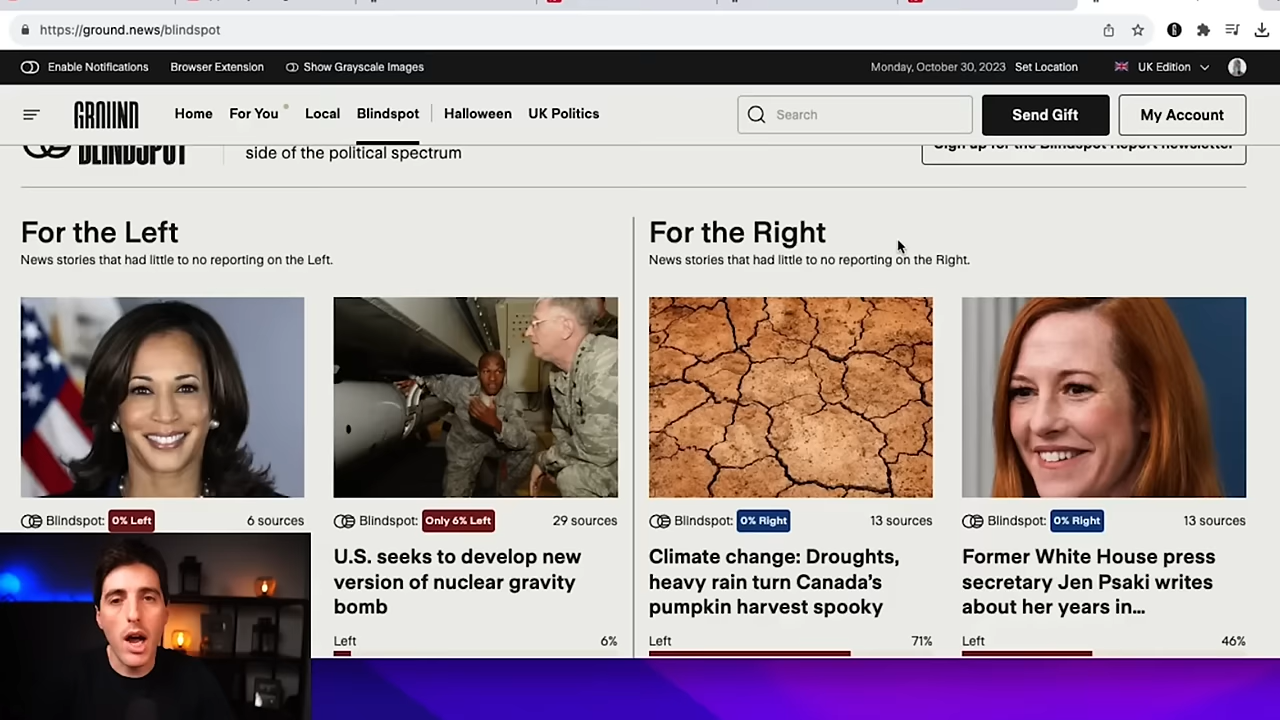 https://ground.news/blindspot
Enable Notifications Browser Extension Show Grayscale Images Monday, October 30, 2023 Set Location UK Edition
GROUND Home For You Local Blindspot Halloween UK Politics Search Send Gift My Account
BLINDSPOT side of the political spectrum Sign up for the Blindspot Report newsletter
For the Left
News stories that had little to no reporting on the Left.
For the Right
News stories that had little to no reporting on the Right.
Blindspot: 0% Left 6 sources
Blindspot: Only 6% Left 29 sources
U.S. seeks to develop new
version of nuclear gravity
bomb
Left 6%
Blindspot: 0% Right 13 sources
Climate change: Droughts,
heavy rain turn Canada's
pumpkin harvest spooky
Left 71%
Blindspot: 0% Right 13 sources
Former White House press
secretary Jen Psaki writes
about her years in...
Left 46%